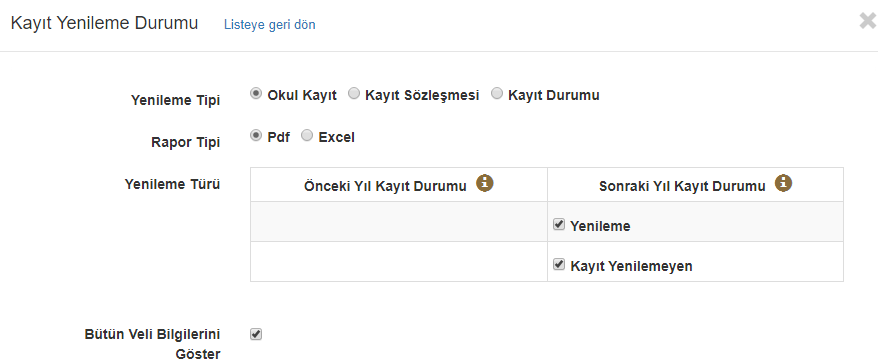 Kayıt Yenileme Durumu Listeye geri dön
Yenileme Tipi Okul Kayıt Kayıt Sözleşmesi Kayıt Durumu
Rapor Tipi Pdf Excel
Yenileme Türü Önceki Yıl Kayıt Durumu Sonraki Yıl Kayıt Durumu
Yenileme
Kayıt Yenilemeyen
Bütün Veli Bilgilerini
Göster